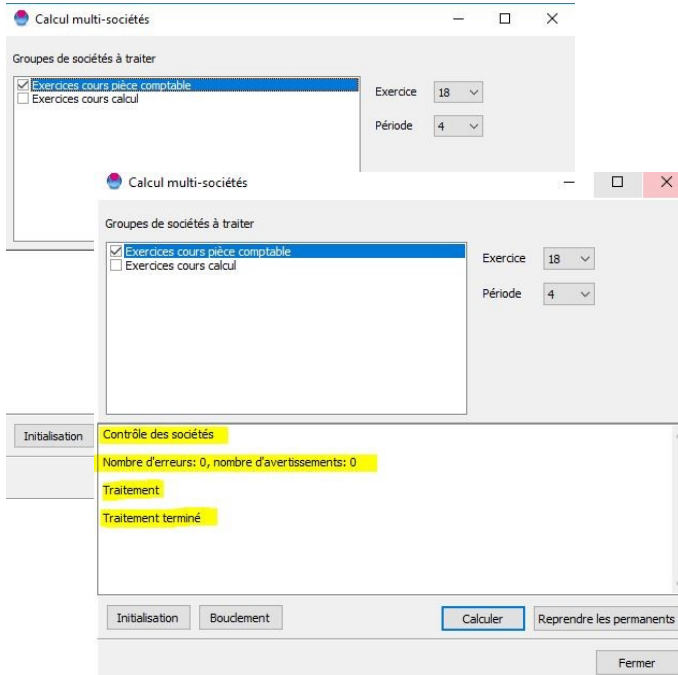 Calcul multi-sociétés
Groupes de sociétés à traiter
Exercices cours pièce comptable
Exercices cours calcul
Exercice 18
Période 4
Calcul multi-sociétés
Groupes de sociétés à traiter
Exercices cours pièce comptable
Exercices cours calcul
Exercice 18
Période 4
Initialisation
Contrôle des sociétés
Nombre d'erreurs: 0, nombre d'avertissements: 0
Traitement
Traitement terminé
Initialisation Bouclement Calculer Reprendre les permanents
Fermer